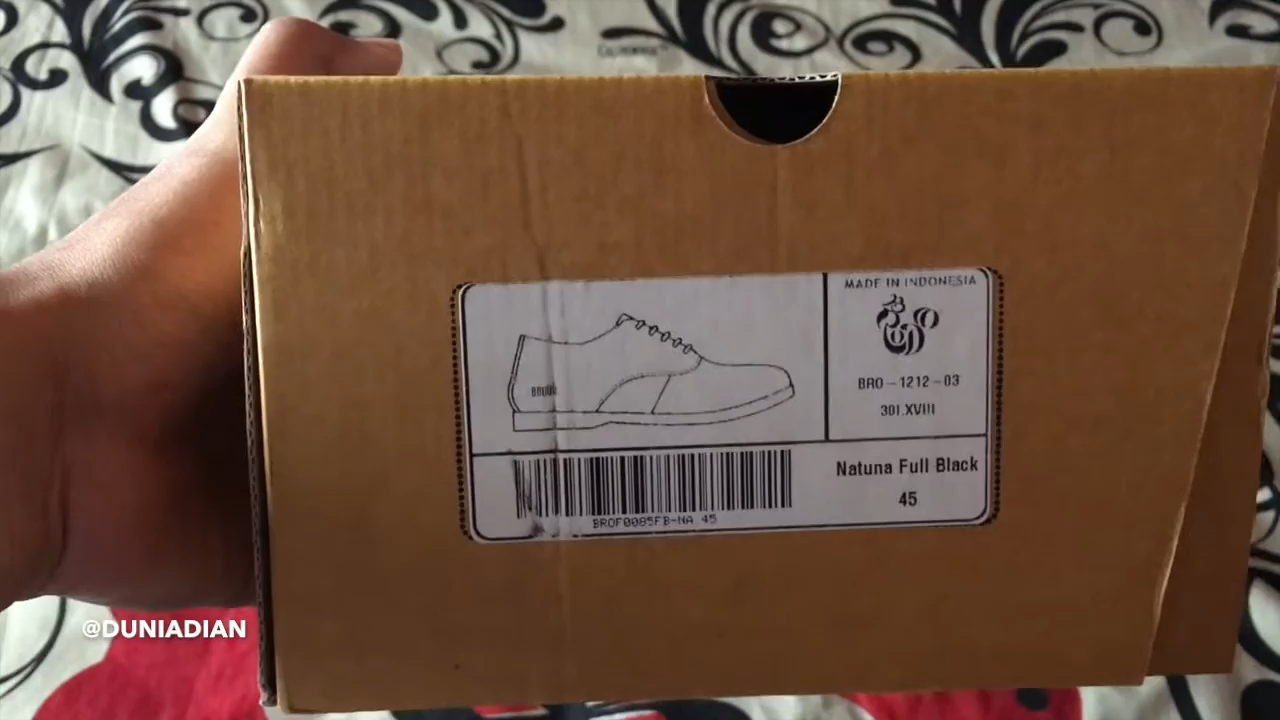 MADE IN INDONESIA
BRO-1212-03
301.XVIII
Natuna Full Black
45
BROF0085FB-NA 45
@DUNIADIAN